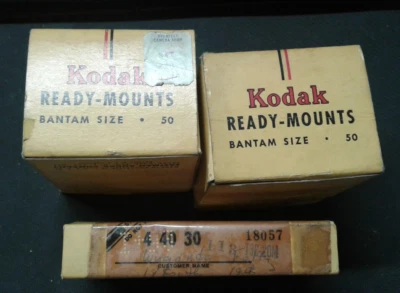 Kodak
READY-MOUNTS
BANTAM SIZE • 50
Kodak
READY-MOUNTS
BANTAM SIZE • 50
4 40 30
18057
CUSTOMER NAME